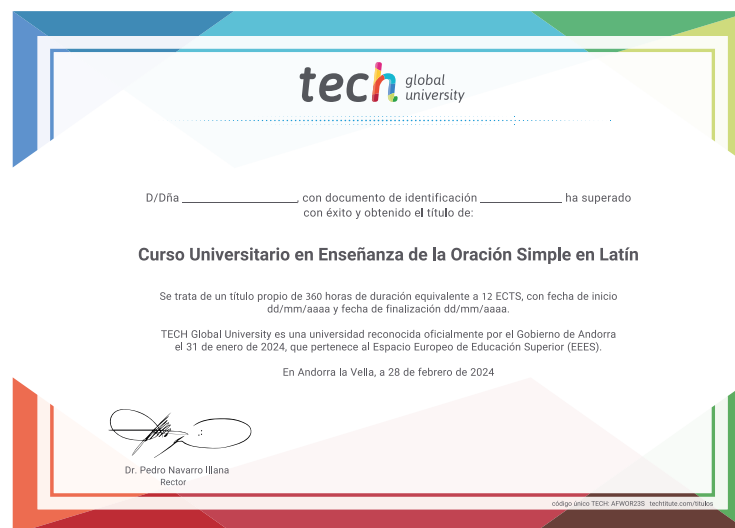 tech global
university
D/Dña ____________________, con documento de identificación ______________ ha superado
con éxito y obtenido el título de:
Curso Universitario en Enseñanza de la Oración Simple en Latín
Se trata de un título propio de 360 horas de duración equivalente a 12 ECTS, con fecha de inicio
dd/mm/aaaa y fecha de finalización dd/mm/aaaa.
TECH Global University es una universidad reconocida oficialmente por el Gobierno de Andorra
el 31 de enero de 2024, que pertenece al Espacio Europeo de Educación Superior (EEES).
En Andorra la Vella, a 28 de febrero de 2024
Dr. Pedro Navarro Illana
Rector
código único TECH: AFWOR23S techtitute.com/titulos